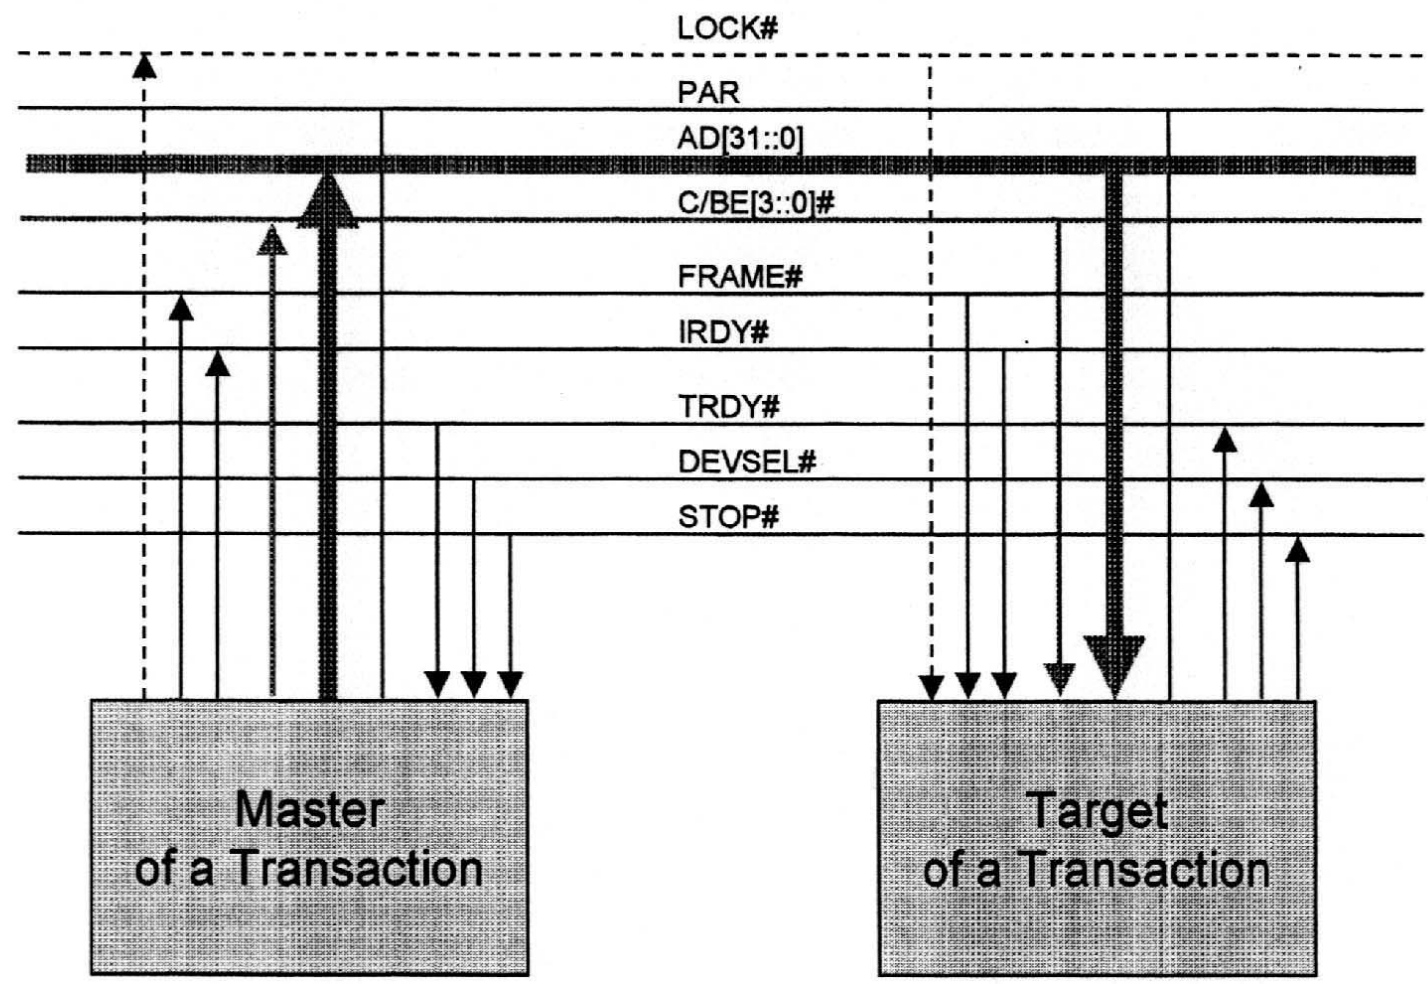 LOCK#
PAR
AD[31::0]
C/BE[3::0]#
FRAME#
IRDY#
TRDY#
DEVSEL#
STOP#
Master
of a Transaction
Target
of a Transaction